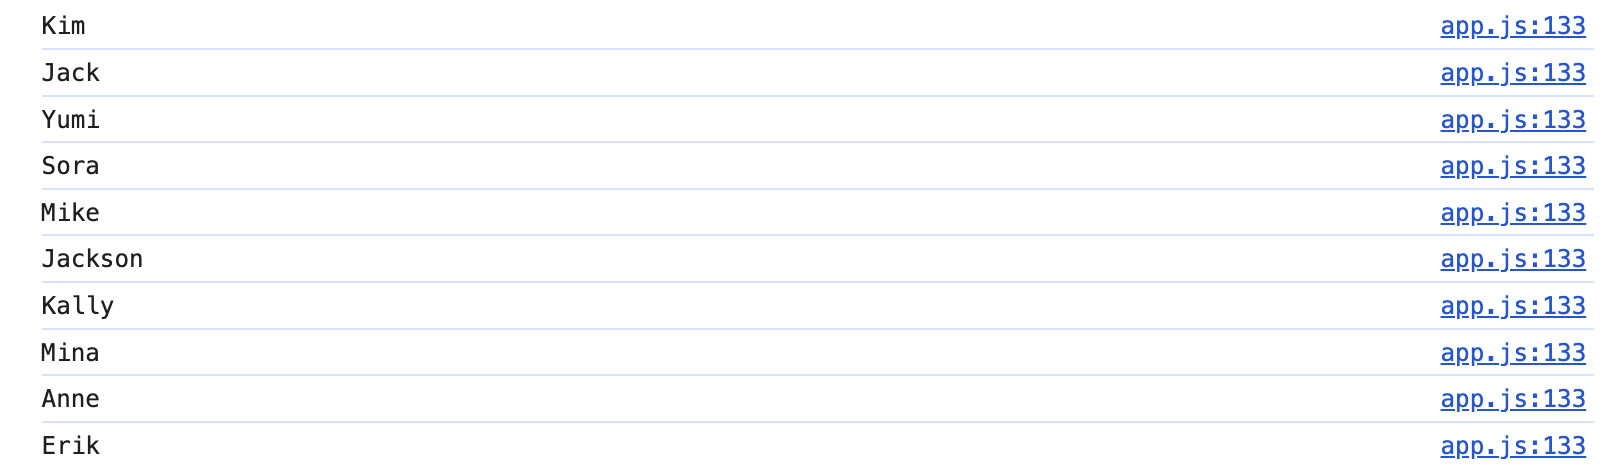 Kim app.js:133
Jack app.js:133
Yumi app.js:133
Sora app.js:133
Mike app.js:133
Jackson app.js:133
Kally app.js:133
Mina app.js:133
Anne app.js:133
Erik app.js:133